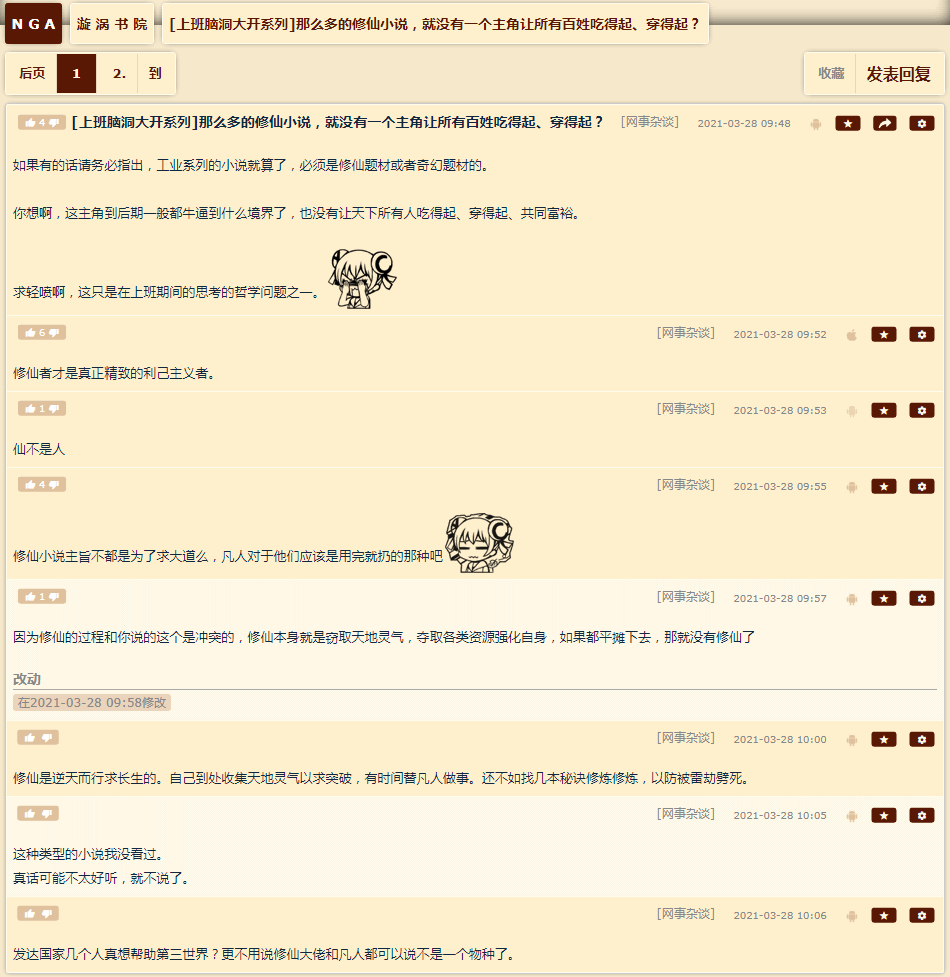 NGA
漩涡书院
[上班脑洞大开系列]那么多的修仙小说，就没有一个主角让所有百姓吃得起、穿得起？
后页 1 2. 到
收藏 发表回复
4 [上班脑洞大开系列]那么多的修仙小说，就没有一个主角让所有百姓吃得起、穿得起？ [网事杂谈] 2021-03-28 09:48
如果有的话请务必指出，工业系列的小说就算了，必须是修仙题材或者奇幻题材的。
你想啊，这主角到后期一般都牛逼到什么境界了，也没有让天下所有人吃得起、穿得起、共同富裕。
求轻喷啊，这只是在上班期间的思考的哲学问题之一。
6 [网事杂谈] 2021-03-28 09:52
修仙者才是真正精致的利己主义者。
1 [网事杂谈] 2021-03-28 09:53
仙不是人
4 [网事杂谈] 2021-03-28 09:55
修仙小说主旨不都是为了求大道么，凡人对于他们应该是用完就扔的那种吧
1 [网事杂谈] 2021-03-28 09:57
因为修仙的过程和你说的这个是冲突的，修仙本身就是窃取天地灵气，夺取各类资源强化自身，如果都平摊下去，那就没有修仙了
改动
在2021-03-28 09:58修改
[网事杂谈] 2021-03-28 10:00
修仙是逆天而行求长生的。自己到处收集天地灵气以求突破，有时间替凡人做事。还不如找几本秘诀修炼修炼，以防被雷劫劈死。
[网事杂谈] 2021-03-28 10:05
这种类型的小说我没看过。
真话可能不太好听，就不说了。
[网事杂谈] 2021-03-28 10:06
发达国家几个人真想帮助第三世界？更不用说修仙大佬和凡人都可以说不是一个物种了。